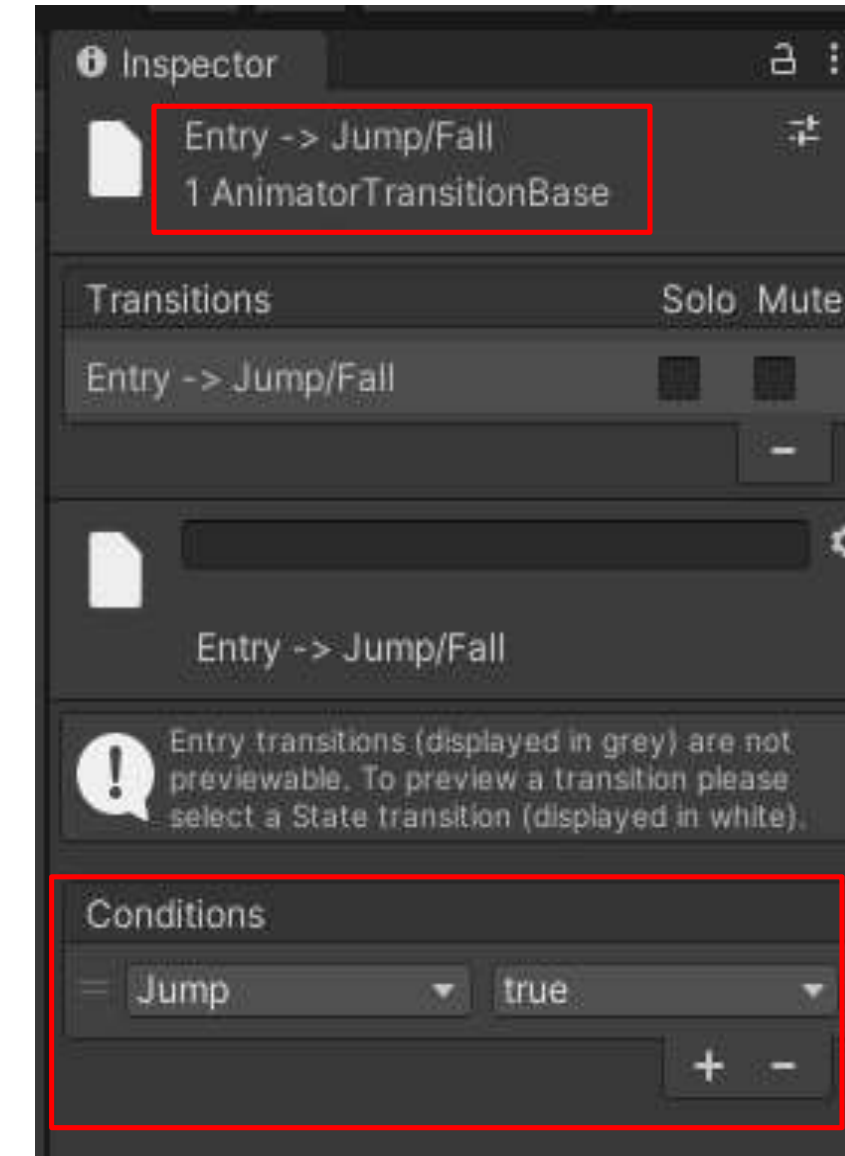 Inspector
Entry -> Jump/Fall
1 AnimatorTransitionBase
Transitions Solo Mute
Entry -> Jump/Fall
Entry -> Jump/Fall
Entry transitions (displayed in grey) are not
previewable. To preview a transition please
select a State transition (displayed in white).
Conditions
Jump true